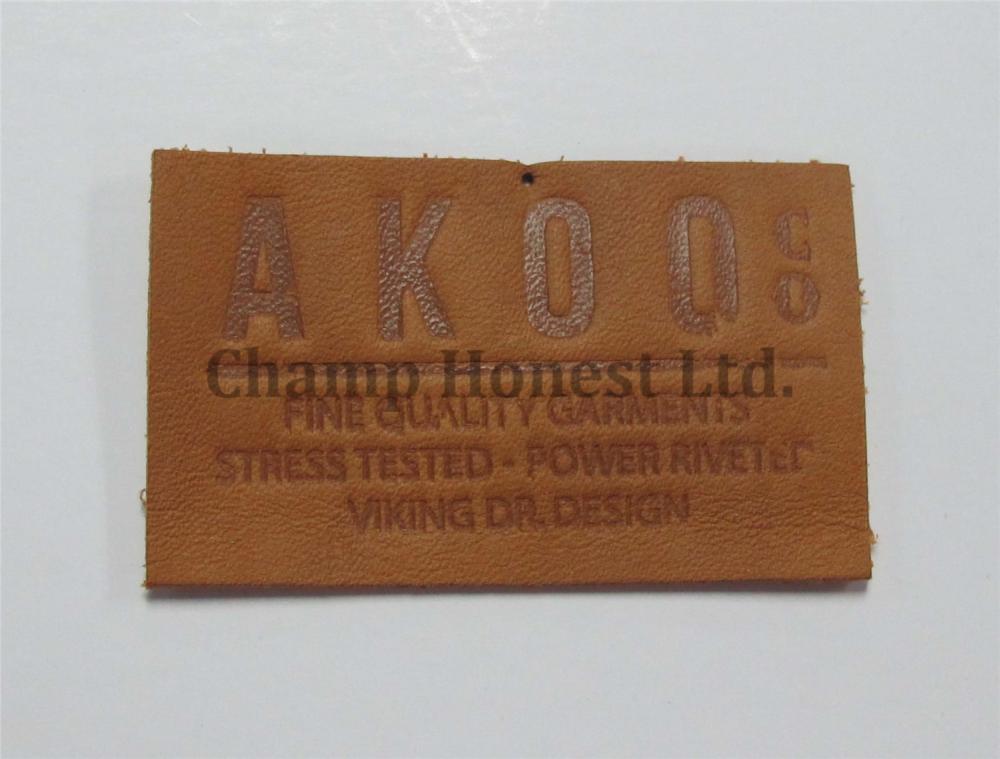 AKOO CO
Champ Honest Ltd.
FINE QUALITY GARMENTS
STRESS TESTED - POWER RIVETED
VIKING DR. DESIGN